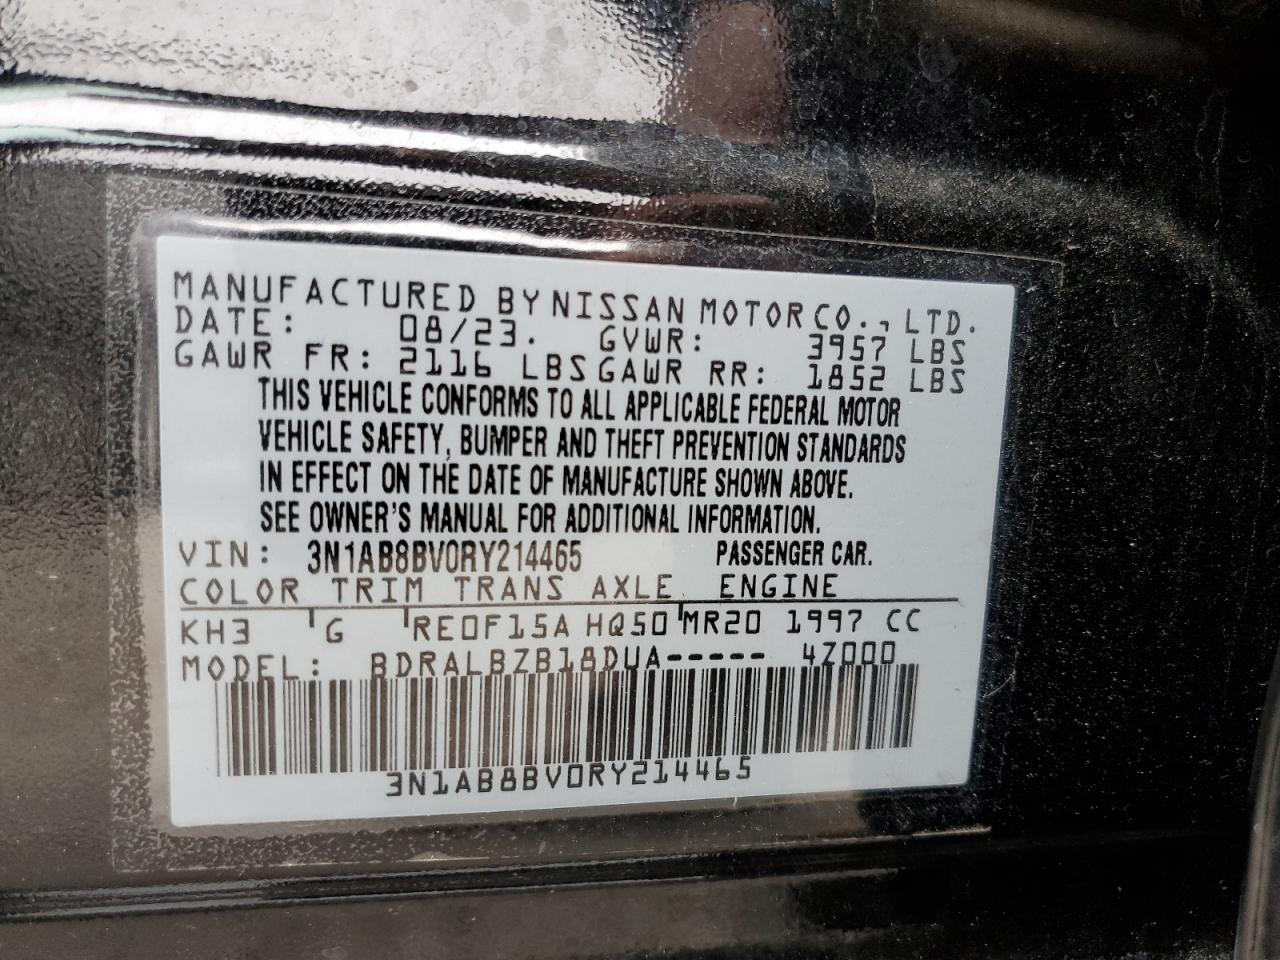 MANUFACTURED BY NISSAN MOTOR CO., LTD.
DATE: 08/23. GVWR: 3957 LBS
GAWR FR: 2116 LBS GAWR RR: 1852 LBS
THIS VEHICLE CONFORMS TO ALL APPLICABLE FEDERAL MOTOR
VEHICLE SAFETY, BUMPER AND THEFT PREVENTION STANDARDS
IN EFFECT ON THE DATE OF MANUFACTURE SHOWN ABOVE.
SEE OWNER'S MANUAL FOR ADDITIONAL INFORMATION.
VIN: 3N1AB8BV0RY214465 PASSENGER CAR.
COLOR TRIM TRANS AXLE ENGINE
KH3 G RE0F15A HQ50 MR20 1997 CC
MODEL: BDRALBZB18DUA----- 4Z000
3N1AB8BV0RY214465